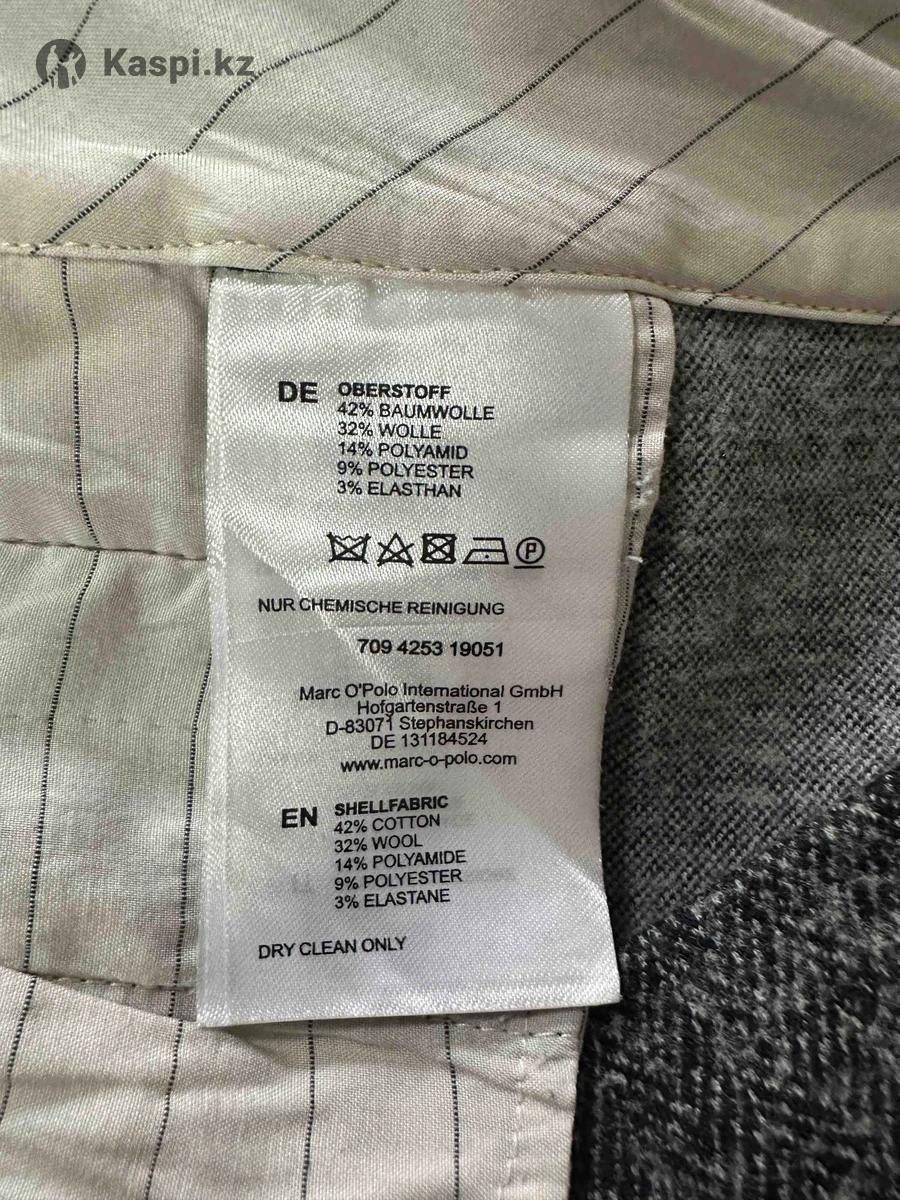 Kaspi.kz
DE OBERSTOFF
42% BAUMWOLLE
32% WOLLE
14% POLYAMID
9% POLYESTER
3% ELASTHAN
P
NUR CHEMISCHE REINIGUNG
709 4253 19051
Marc O'Polo International GmbH
Hofgartenstraße 1
D-83071 Stephanskirchen
DE 131184524
www.marc-o-polo.com
EN SHELLFABRIC
42% COTTON
32% WOOL
14% POLYAMIDE
9% POLYESTER
3% ELASTANE
DRY CLEAN ONLY